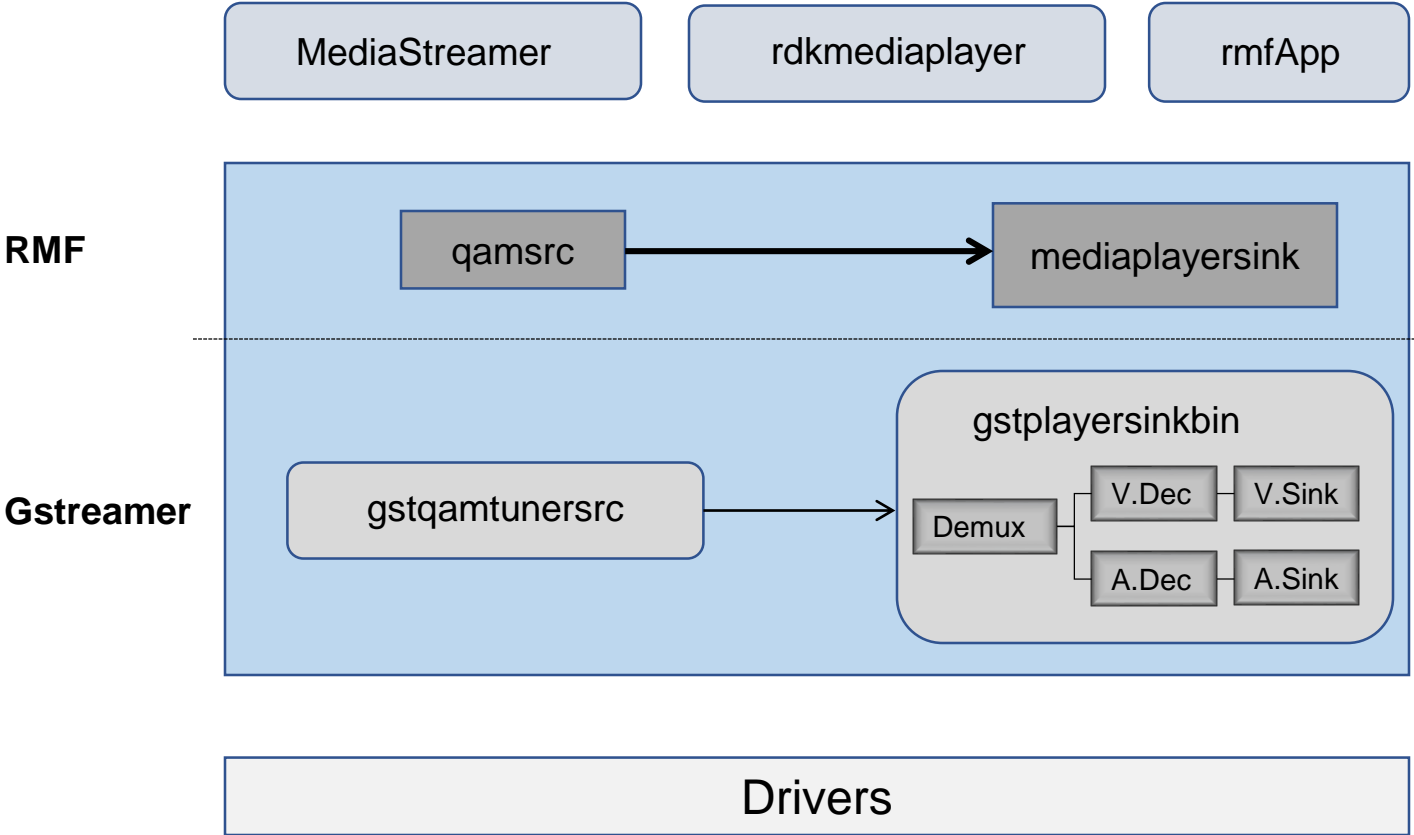 MediaStreamer
rdkmediaplayer
rmfApp
RMF
qamsrc
mediaplayersink
Gstreamer
gstqamtunersrc
gstplayersinkbin
Demux
V.Dec
V.Sink
A.Dec
A.Sink
Drivers